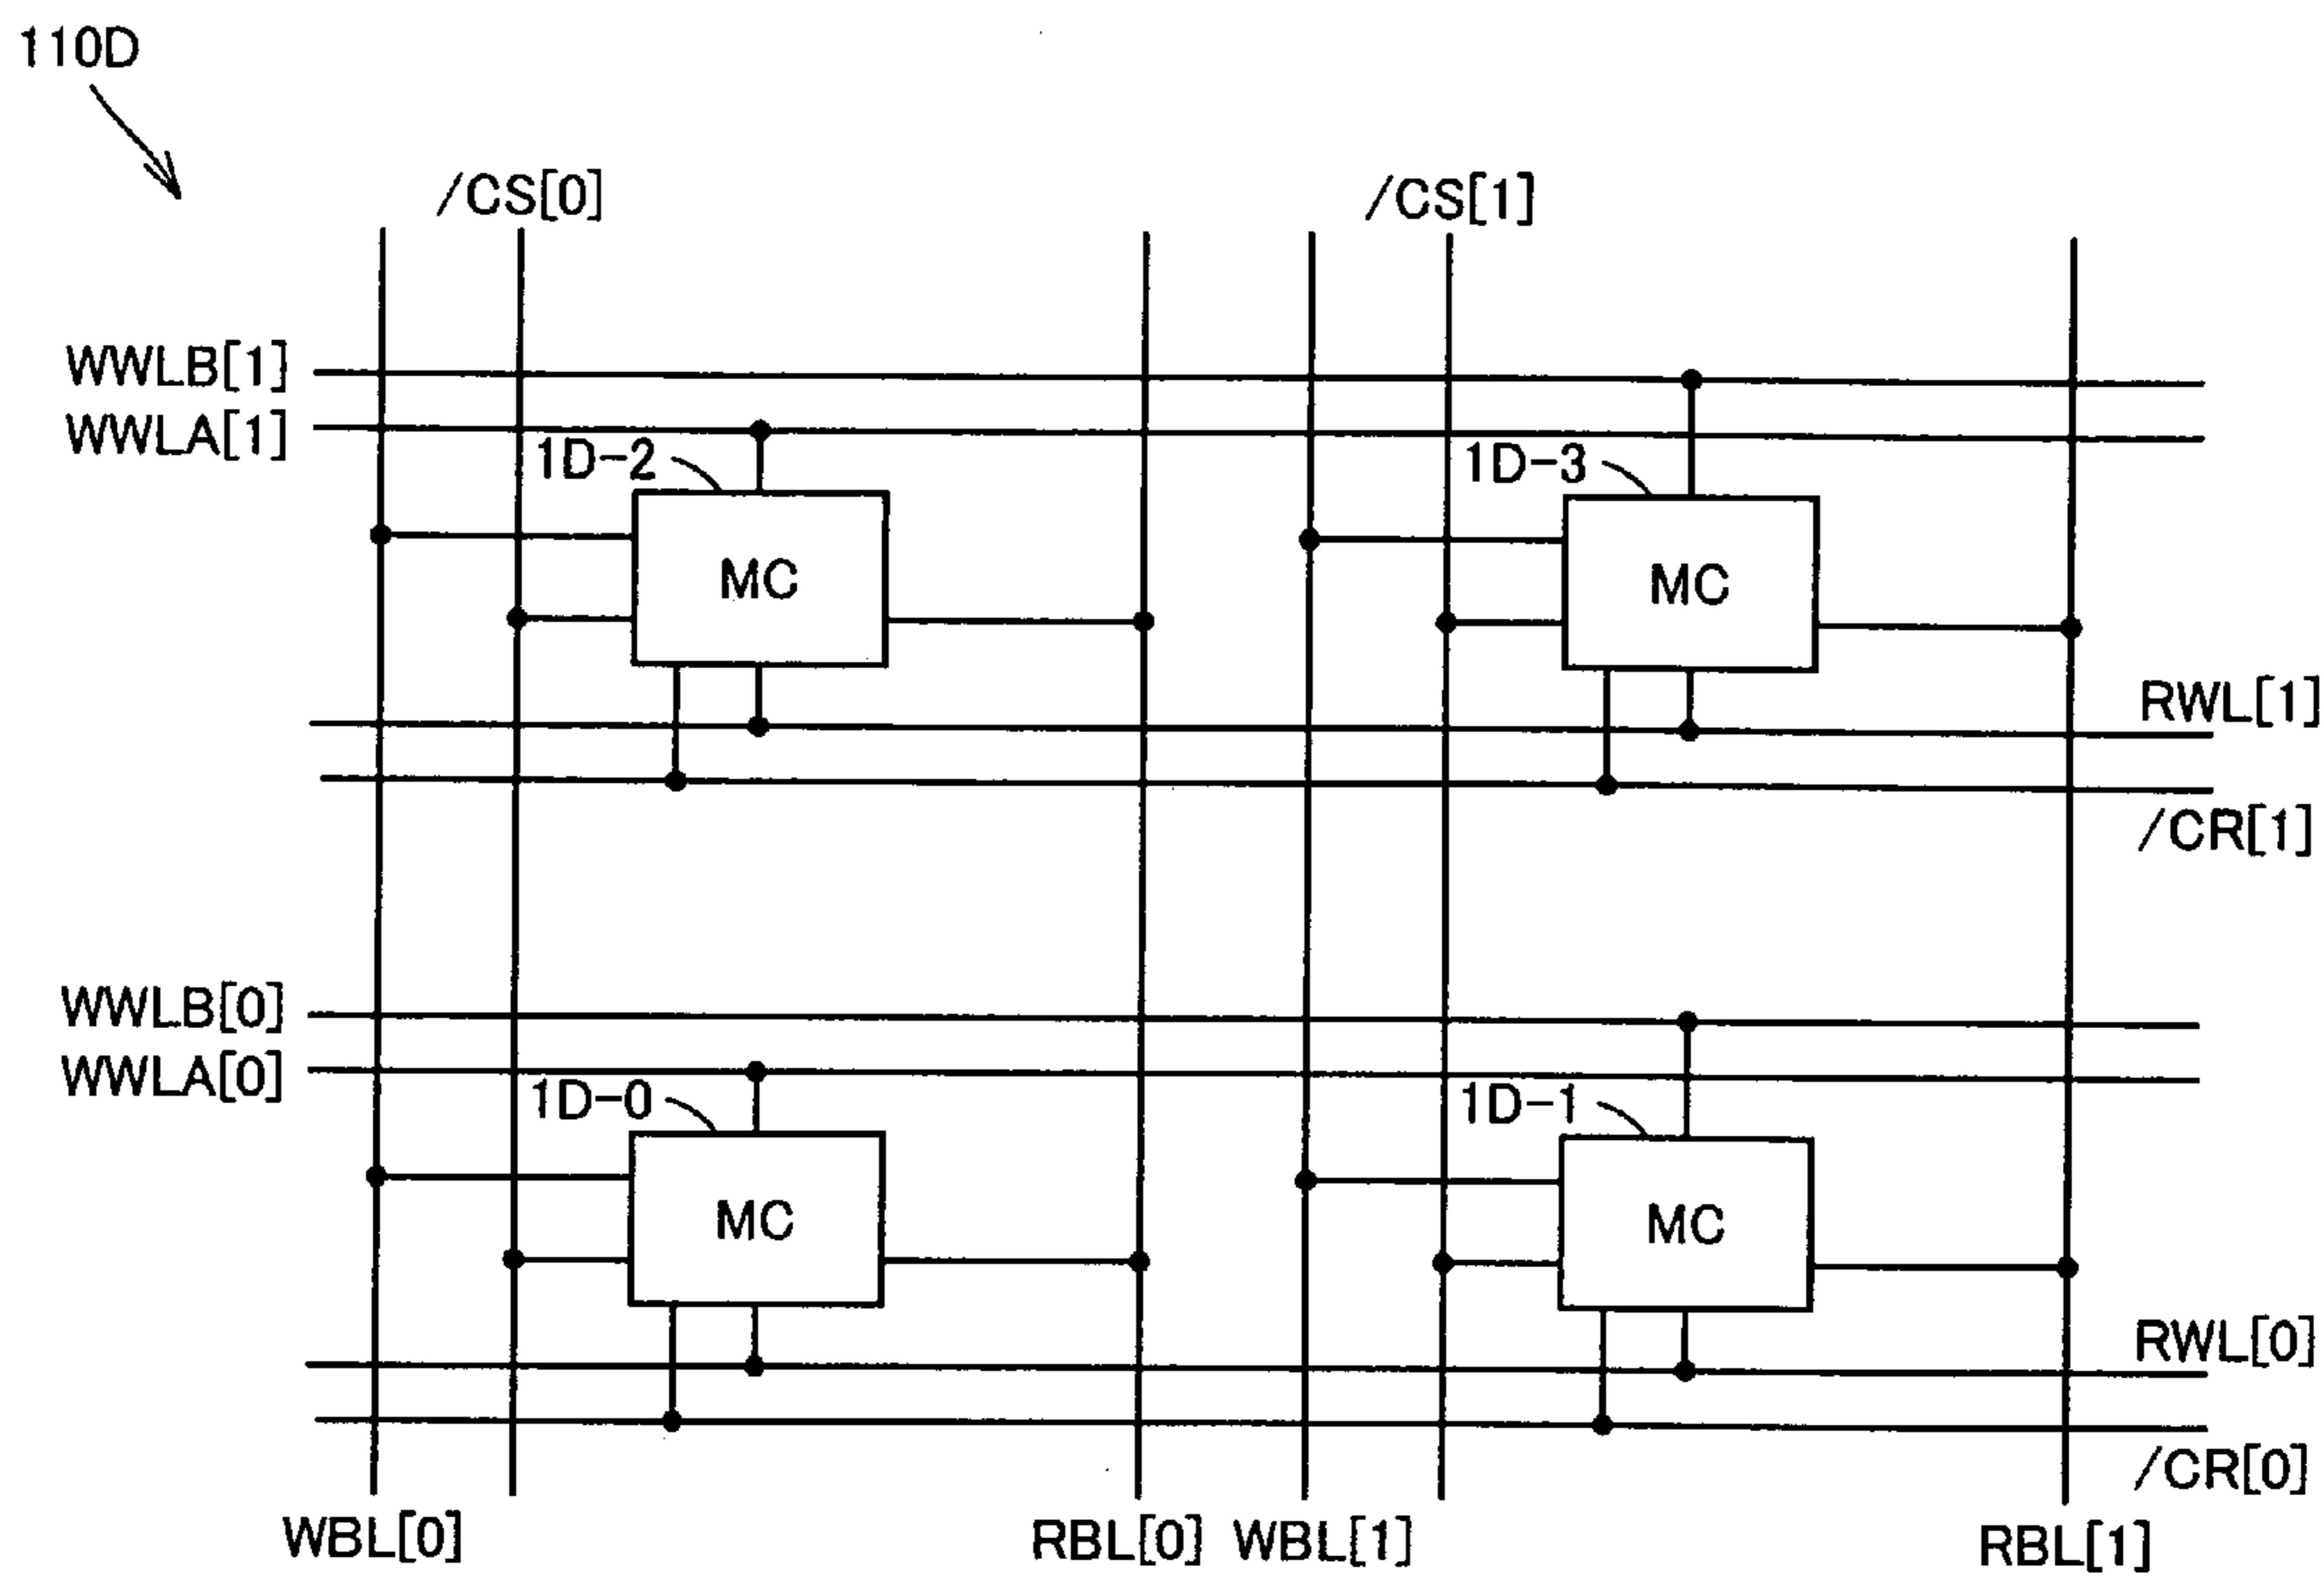 110D
/CS[0]
/CS[1]
WWLB[1]
WWLA[1]
1D-2
1D-3
MC
MC
RWL[1]
/CR[1]
WWLB[0]
WWLA[0]
1D-0
1D-1
MC
MC
RWL[0]
/CR[0]
WBL[0]
RBL[0]
WBL[1]
RBL[1]